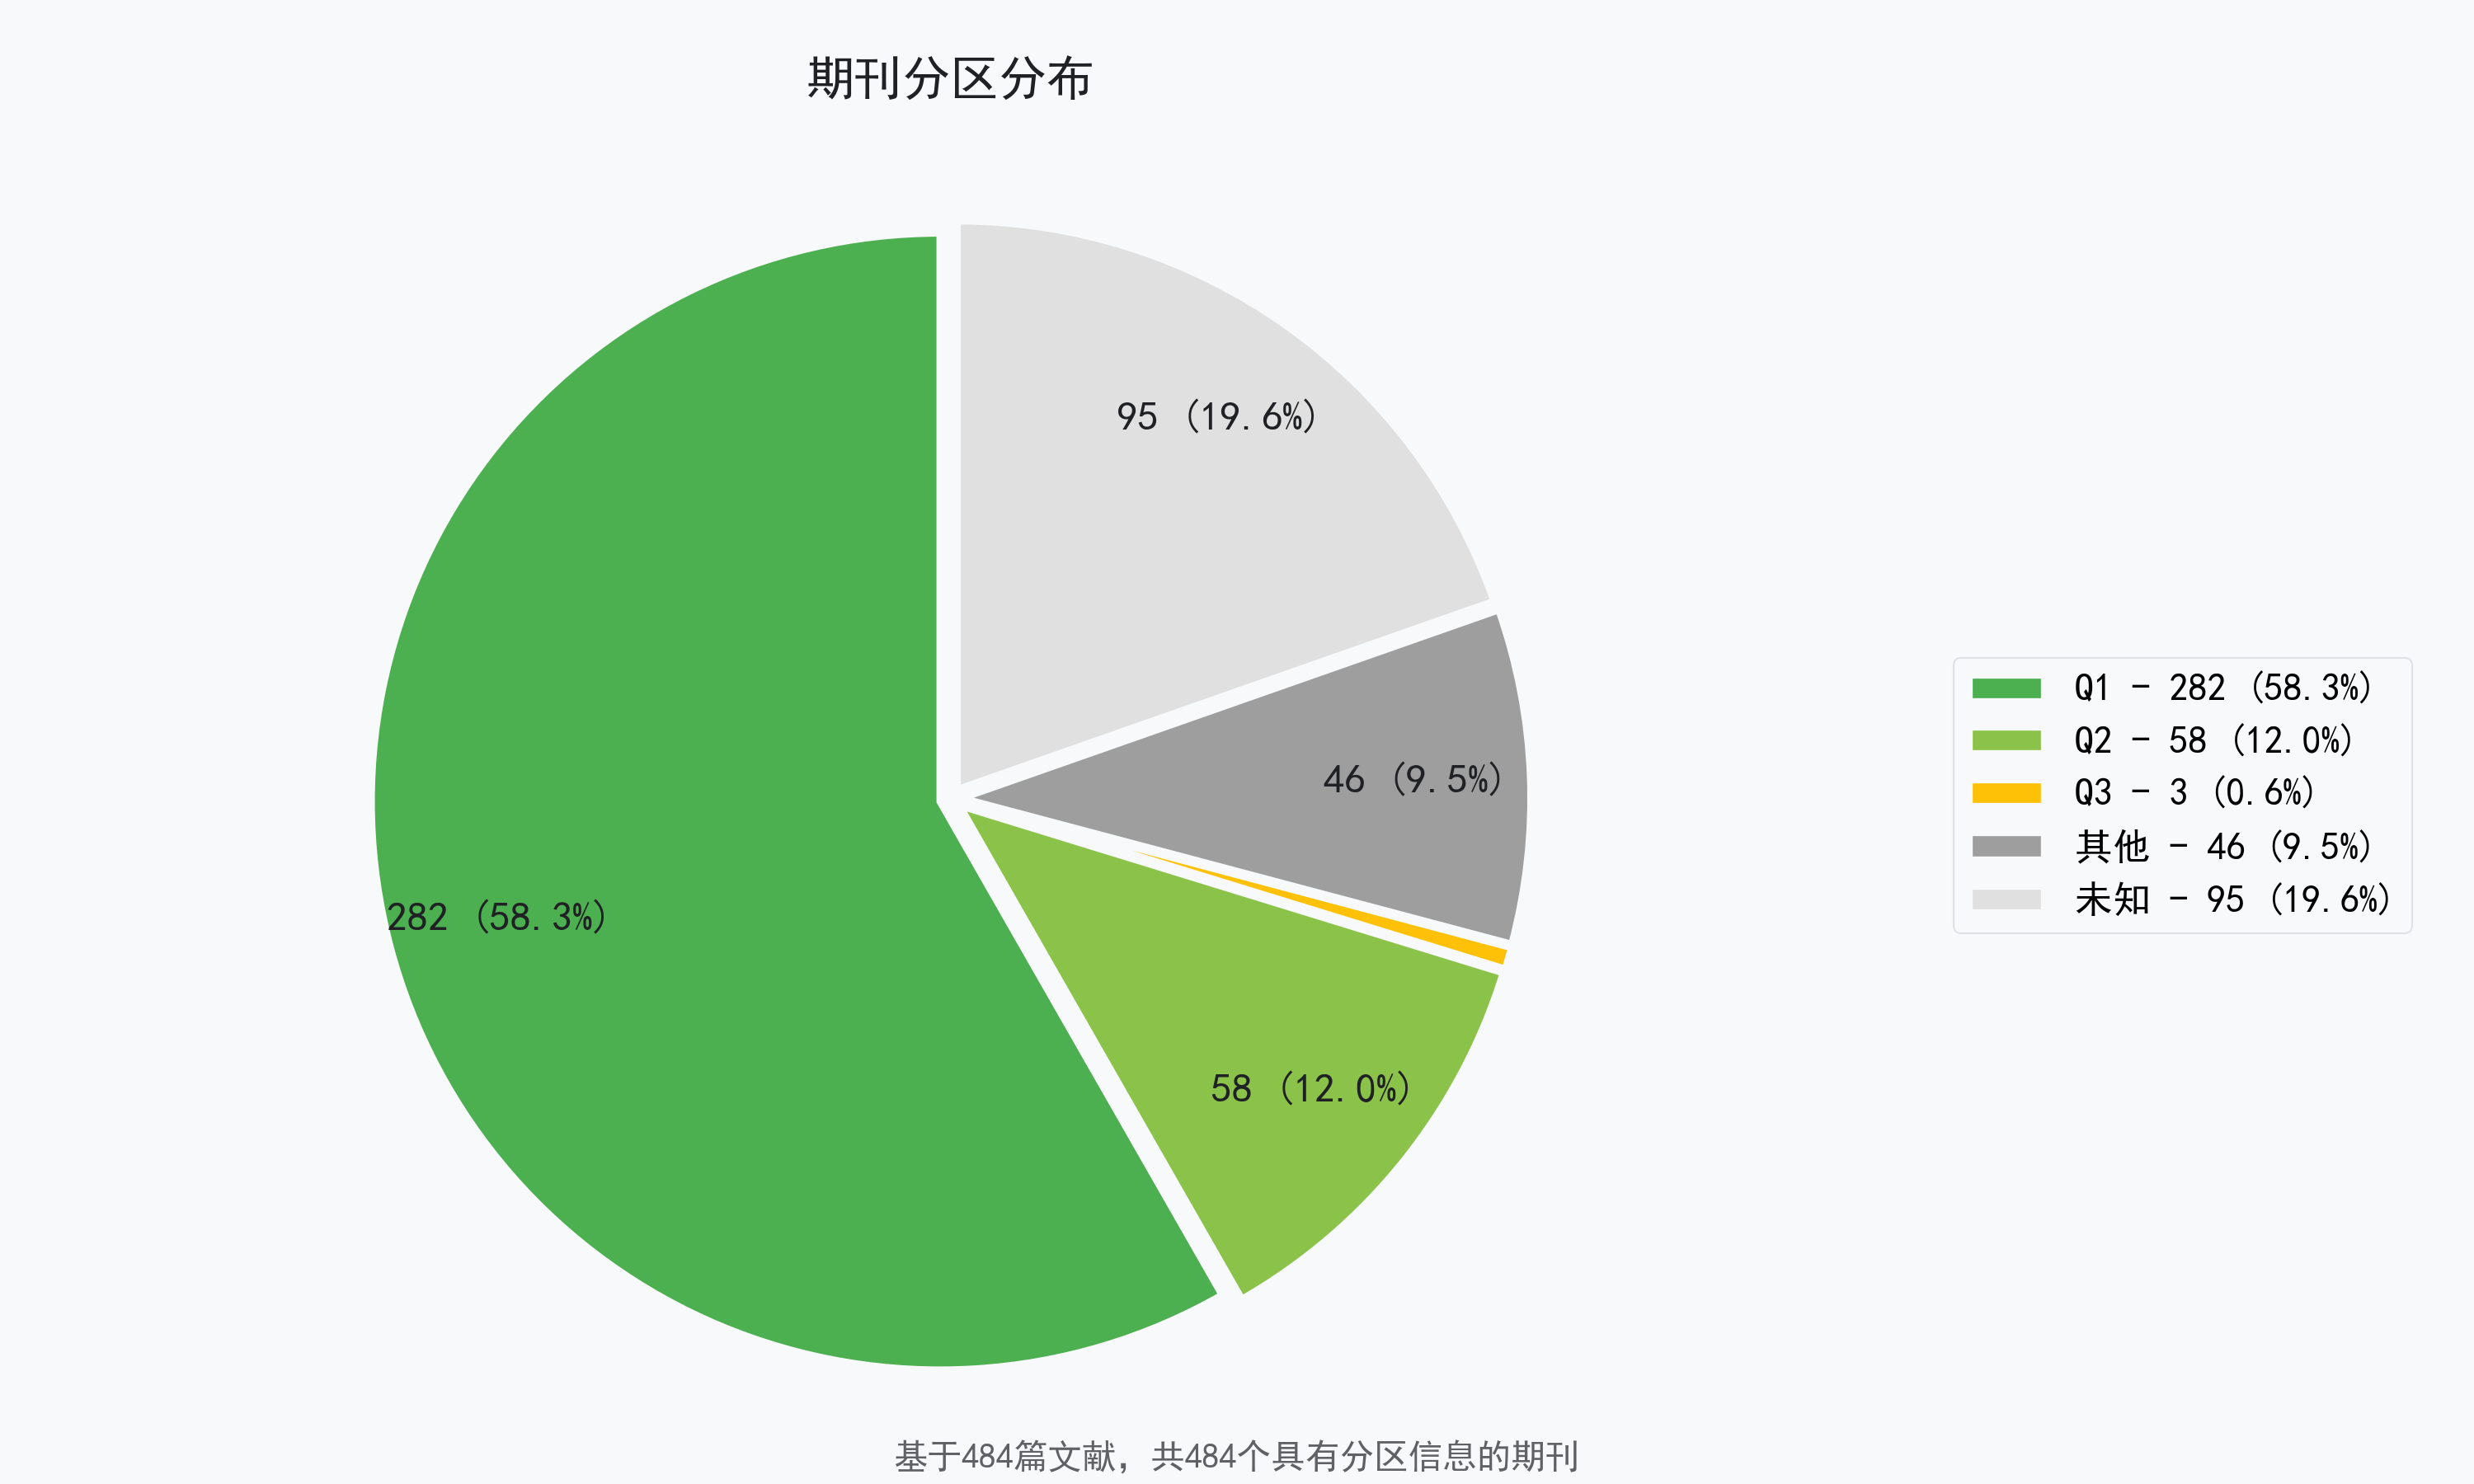 期刊分区分布
95 (19.6%)
46 (9.5%)
282 (58.3%)
58 (12.0%)
Q1 - 282 (58.3%)
Q2 - 58 (12.0%)
Q3 - 3 (0.6%)
其他 - 46 (9.5%)
未知 - 95 (19.6%)
基于484篇文献，共484个具有分区信息的期刊